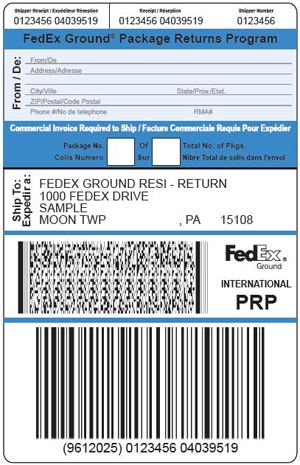 Shipper Receipt / Expéditeur Réception
Receipt / Réception
Shipper Number
0123456 04039519
0123456 04039519
0123456
FedEx Ground® Package Returns Program
From / De:
From/De
Address/Adresse
City/Ville
State/Prov./Etat.
ZIP/Postal/Code Postal
Phone #/No de telephone
RMA#
Commercial Invoice Required to Ship / Facture Commerciale Requis Pour Expédier
Package No.
Of
Total No. of Pkgs.
Colis Numero
Sur
Nibre Total de colis dans l'envol
Ship To:
Expedir a:
FEDEX GROUND RESI - RETURN
1000 FEDEX DRIVE
SAMPLE
MOON TWP , PA 15108
FedEx®
Ground
INTERNATIONAL
PRP
(9612025) 0123456 04039519